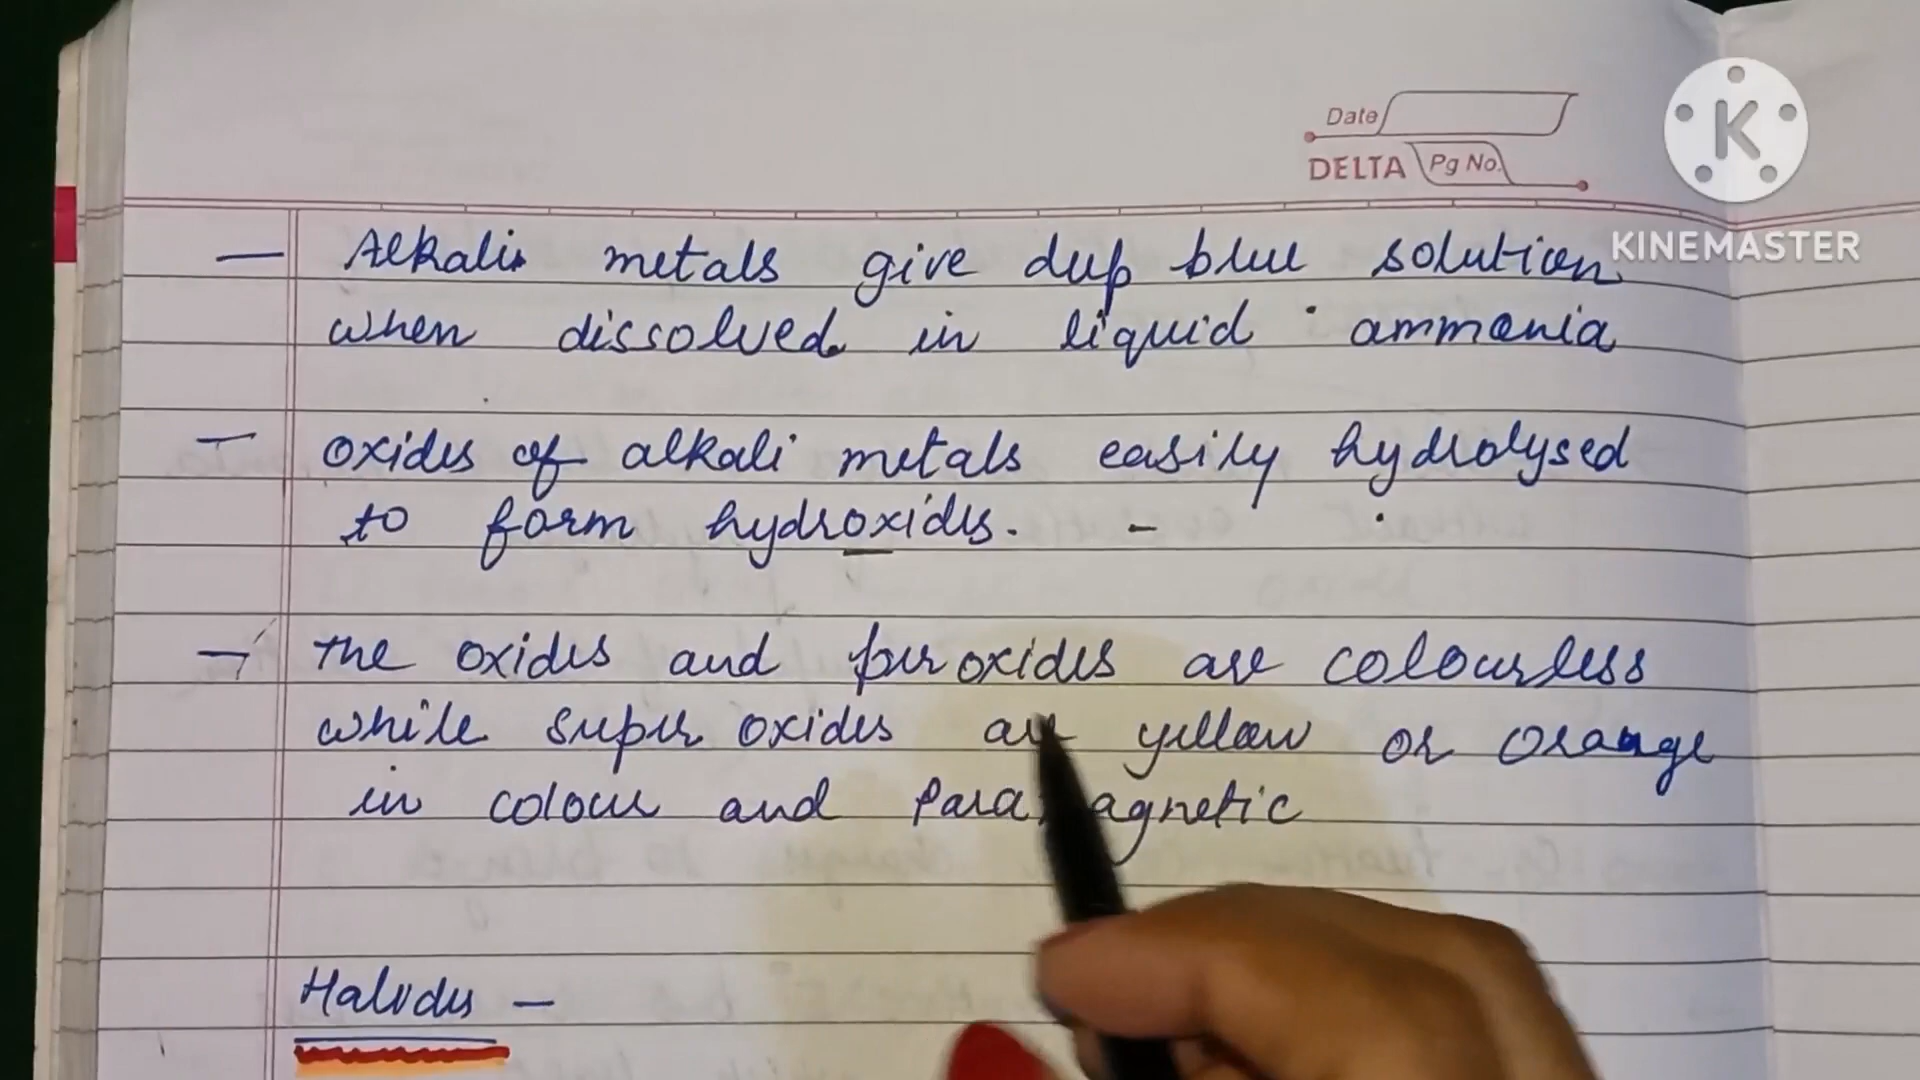 Date
DELTA Pg No.
K
KINEMASTER
— Alkali metals give deep blue solution
when dissolved in liquid ammonia
— oxides of alkali metals easily hydrolysed
to form hydroxides. -
— the oxides and peroxides are colourless
while super oxides are yellow or orange
in colour and Para agnetic
Halides —